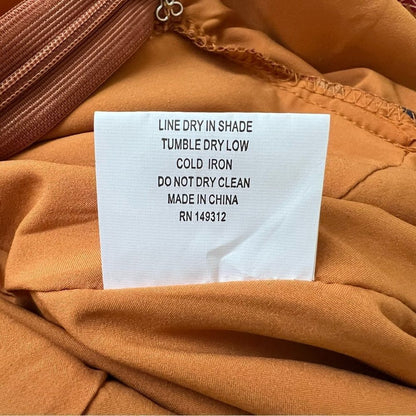 LINE DRY IN SHADE
TUMBLE DRY LOW
COLD IRON
DO NOT DRY CLEAN
MADE IN CHINA
RN 149312